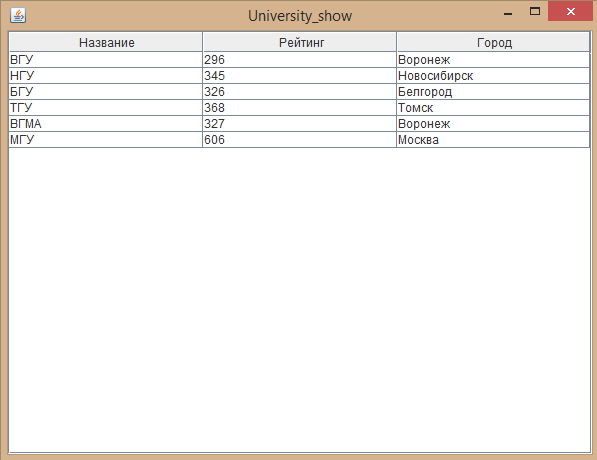 University_show
Название Рейтинг Город
ВГУ 296 Воронеж
НГУ 345 Новосибирск
БГУ 326 Белгород
ТГУ 368 Томск
ВГМА 327 Воронеж
МГУ 606 Москва